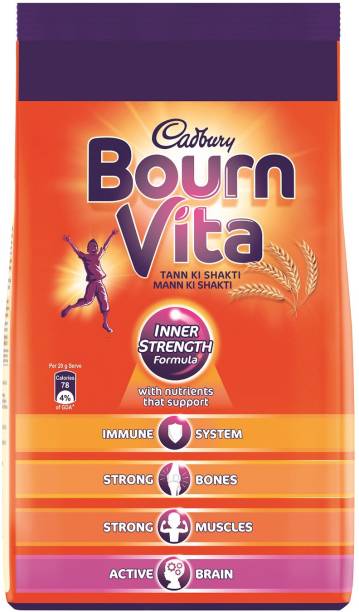 Cadbury
Bourn
Vita
TANN KI SHAKTI
MANN KI SHAKTI
INNER
STRENGTH
Formula
Per 20 g Serve
Calories
78
4%
of GDA*
with nutrients
that support
IMMUNE SYSTEM
STRONG BONES
STRONG MUSCLES
ACTIVE BRAIN